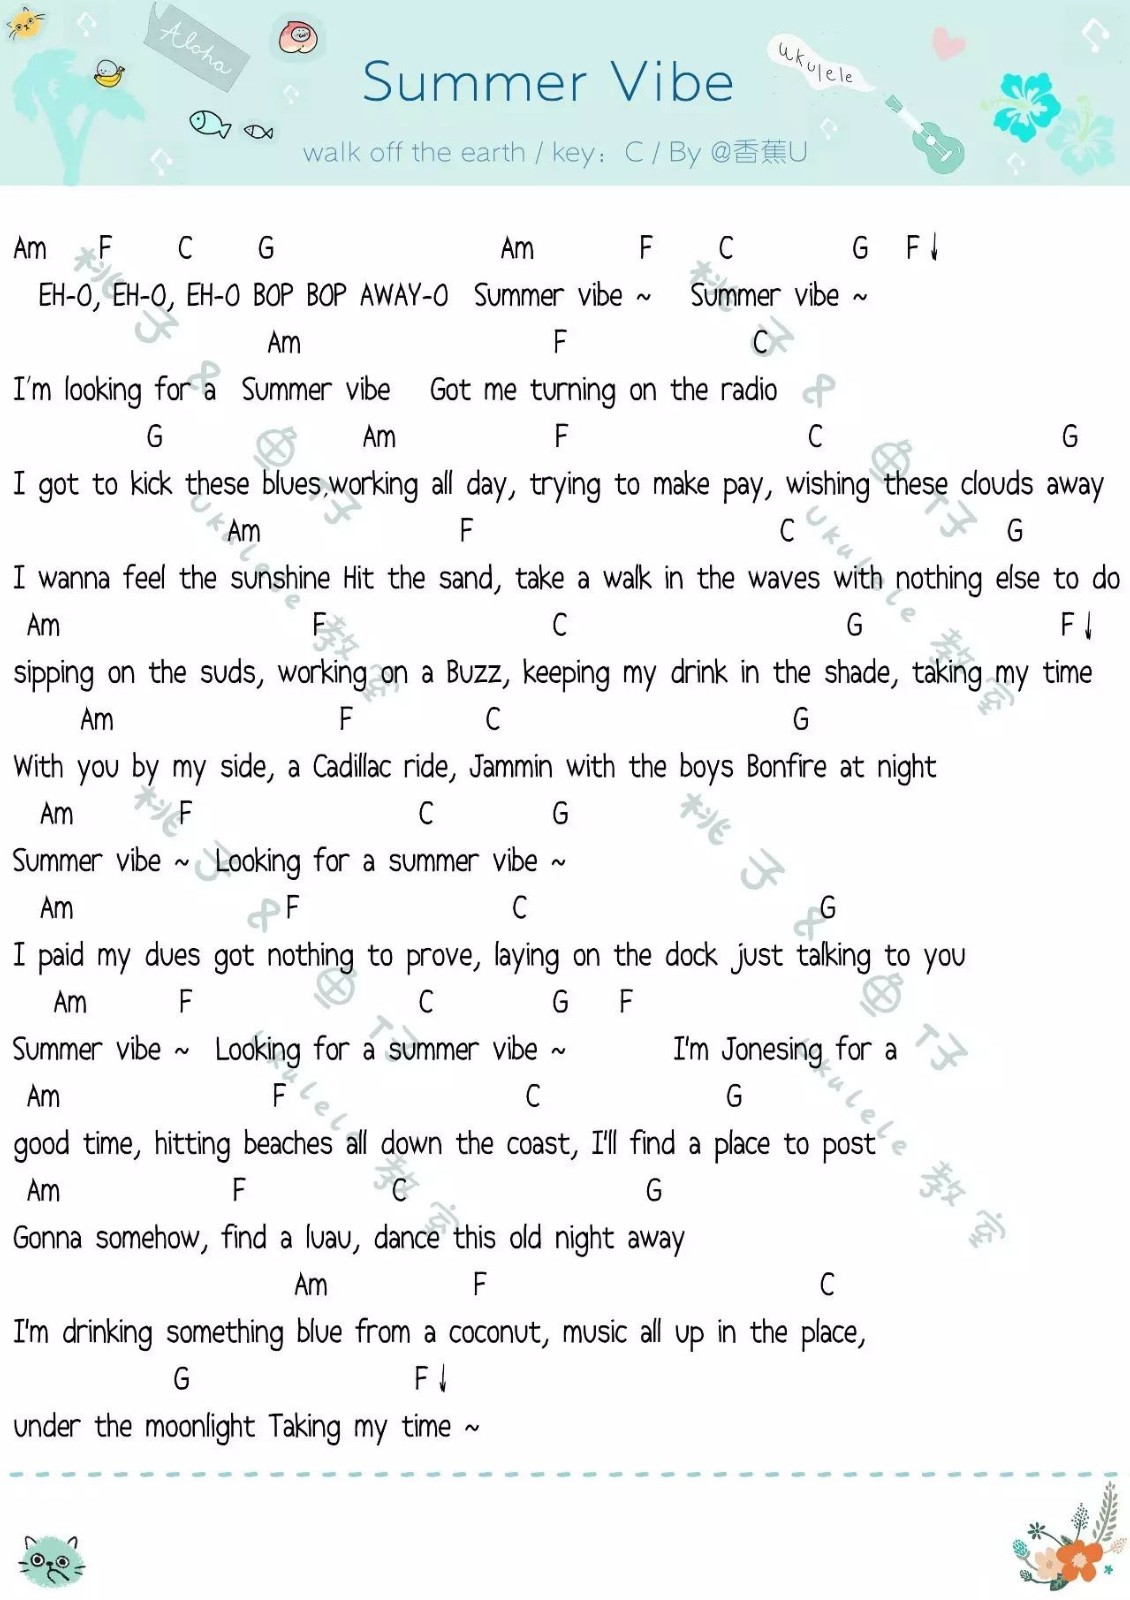 Aloha
ukulele
Summer Vibe
walk off the earth / key：C / By @香蕉U
Am F C G Am F C G F↓
EH-O, EH-O, EH-O BOP BOP AWAY-O Summer vibe ~ Summer vibe ~
Am F C
I'm looking for a Summer vibe Got me turning on the radio
G Am F C G
I got to kick these blues,working all day, trying to make pay, wishing these clouds away
Am F C G
I wanna feel the sunshine Hit the sand, take a walk in the waves with nothing else to do
Am F C G F↓
sipping on the suds, working on a Buzz, keeping my drink in the shade, taking my time
Am F C G
With you by my side, a Cadillac ride, Jammin with the boys Bonfire at night
Am F C G
Summer vibe ~ Looking for a summer vibe ~
Am F C G
I paid my dues got nothing to prove, laying on the dock just talking to you
Am F C G F
Summer vibe ~ Looking for a summer vibe ~ I'm Jonesing for a
Am F C G
good time, hitting beaches all down the coast, I'll find a place to post
Am F C G
Gonna somehow, find a luau, dance this old night away
Am F C
I'm drinking something blue from a coconut, music all up in the place,
G F↓
under the moonlight Taking my time ~